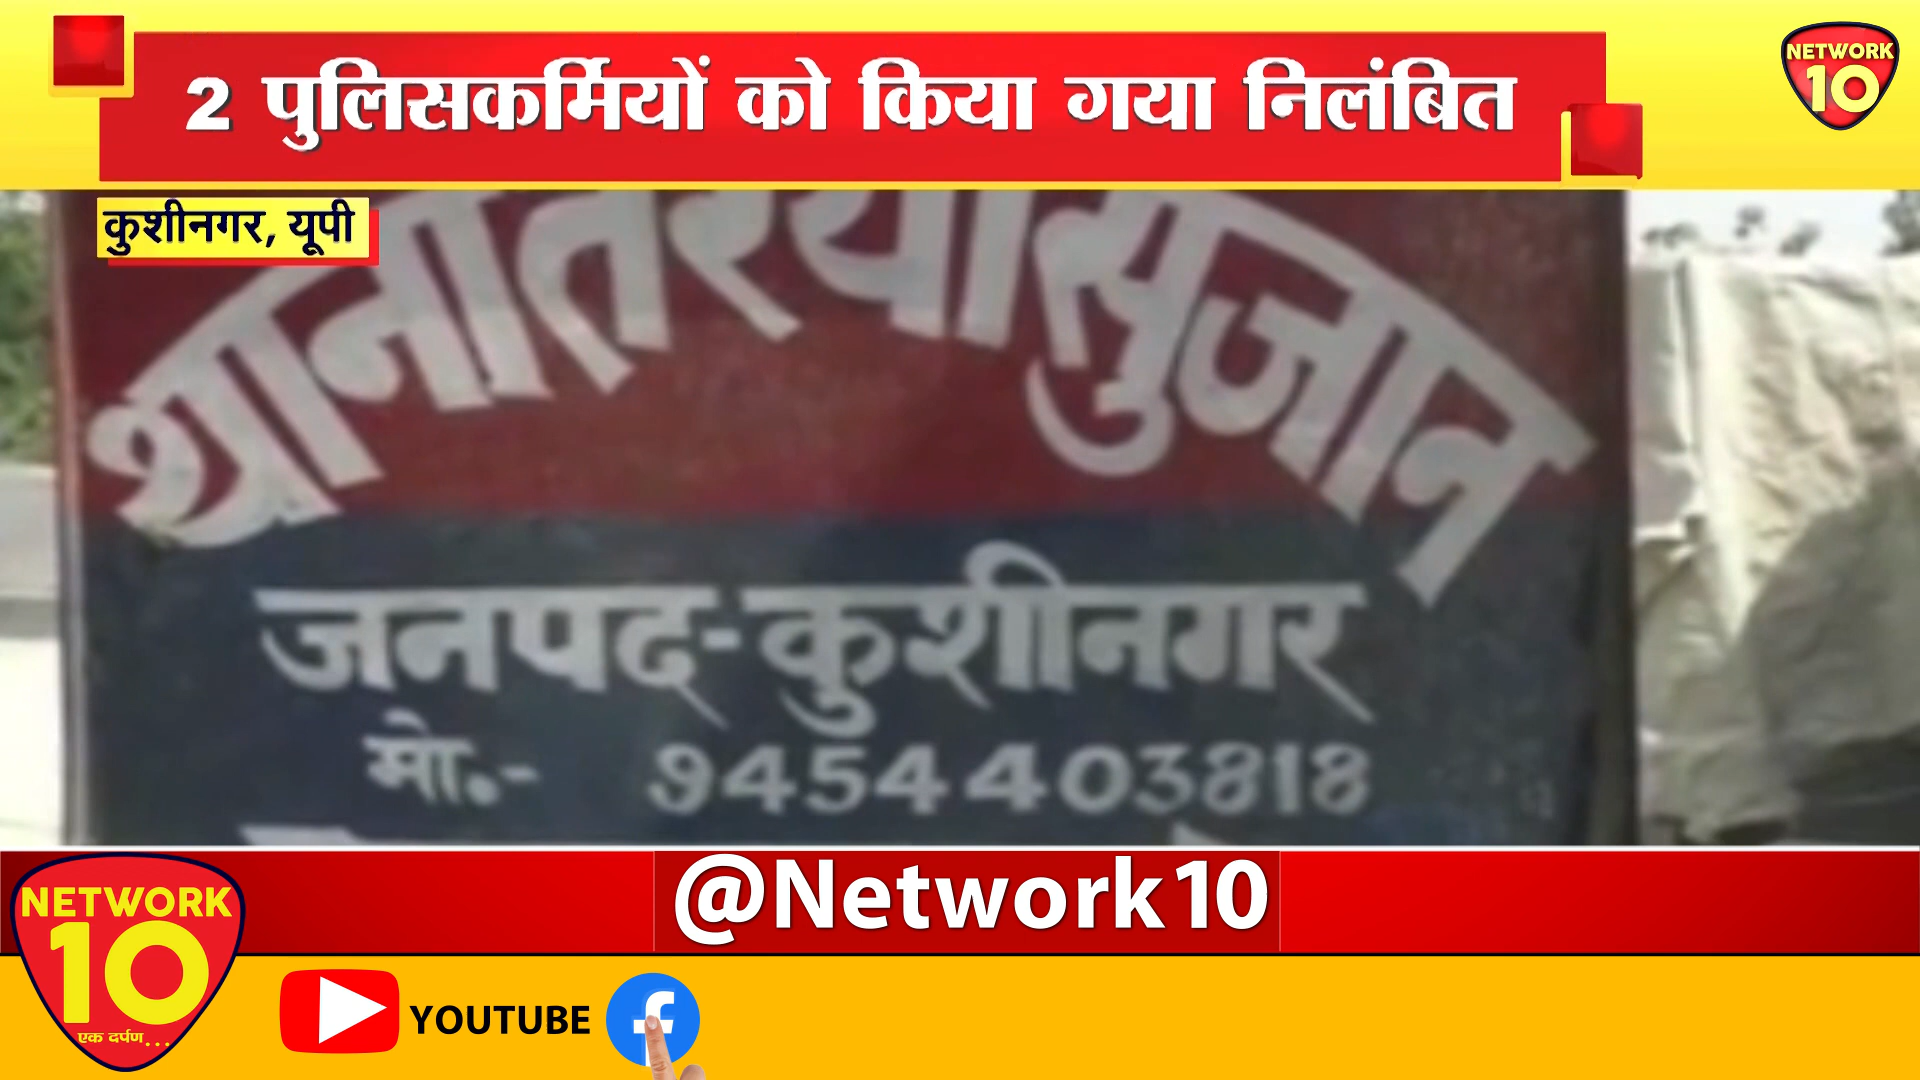 2 पुलिसकर्मियों को किया गया निलंबित
NETWORK
10
कुशीनगर, यूपी
थाना तरयासुजान
जनपद-कुशीनगर
मो.- 9454403818
@Network10
NETWORK
10
एक दर्पण...
YOUTUBE